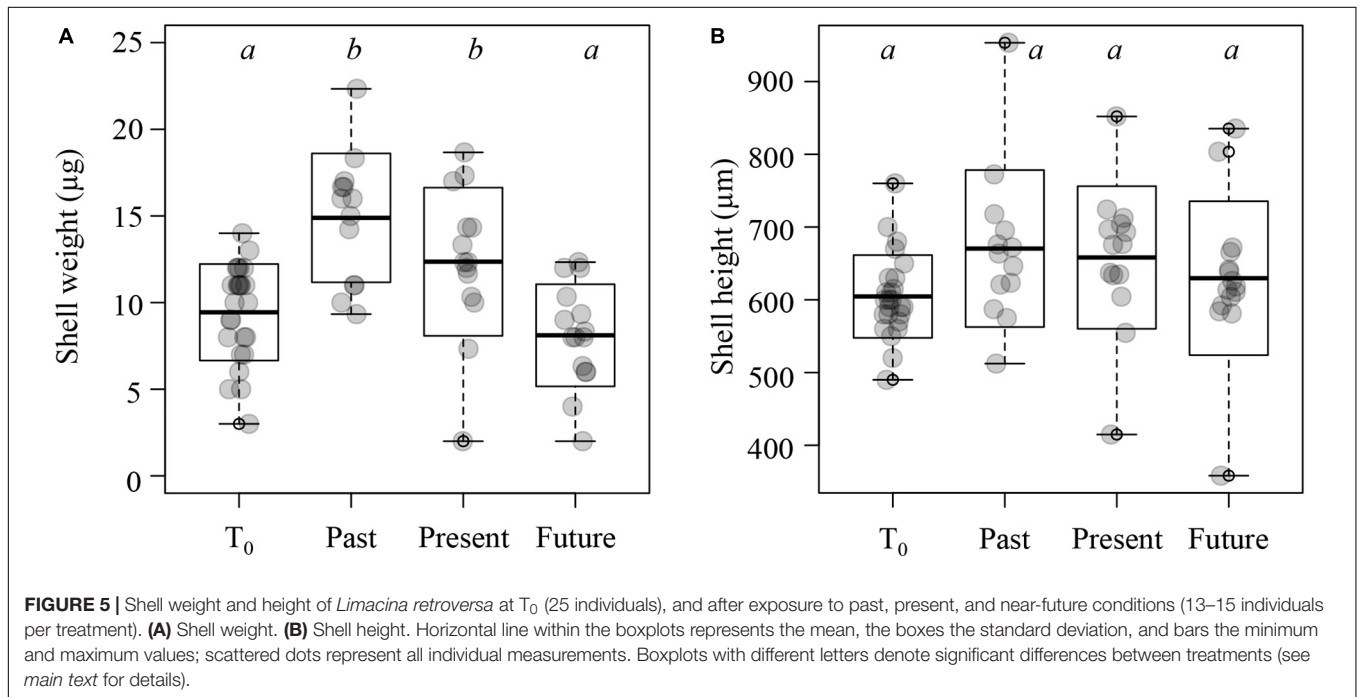 A
a b b a
25
20
15
10
5
0
Shell weight (µg)
T₀ Past Present Future
B
a a a a
900
800
700
600
500
400
Shell height (µm)
T₀ Past Present Future
FIGURE 5 | Shell weight and height of Limacina retroversa at T₀ (25 individuals), and after exposure to past, present, and near-future conditions (13–15 individuals
per treatment). (A) Shell weight. (B) Shell height. Horizontal line within the boxplots represents the mean, the boxes the standard deviation, and bars the minimum
and maximum values; scattered dots represent all individual measurements. Boxplots with different letters denote significant differences between treatments (see
main text for details).